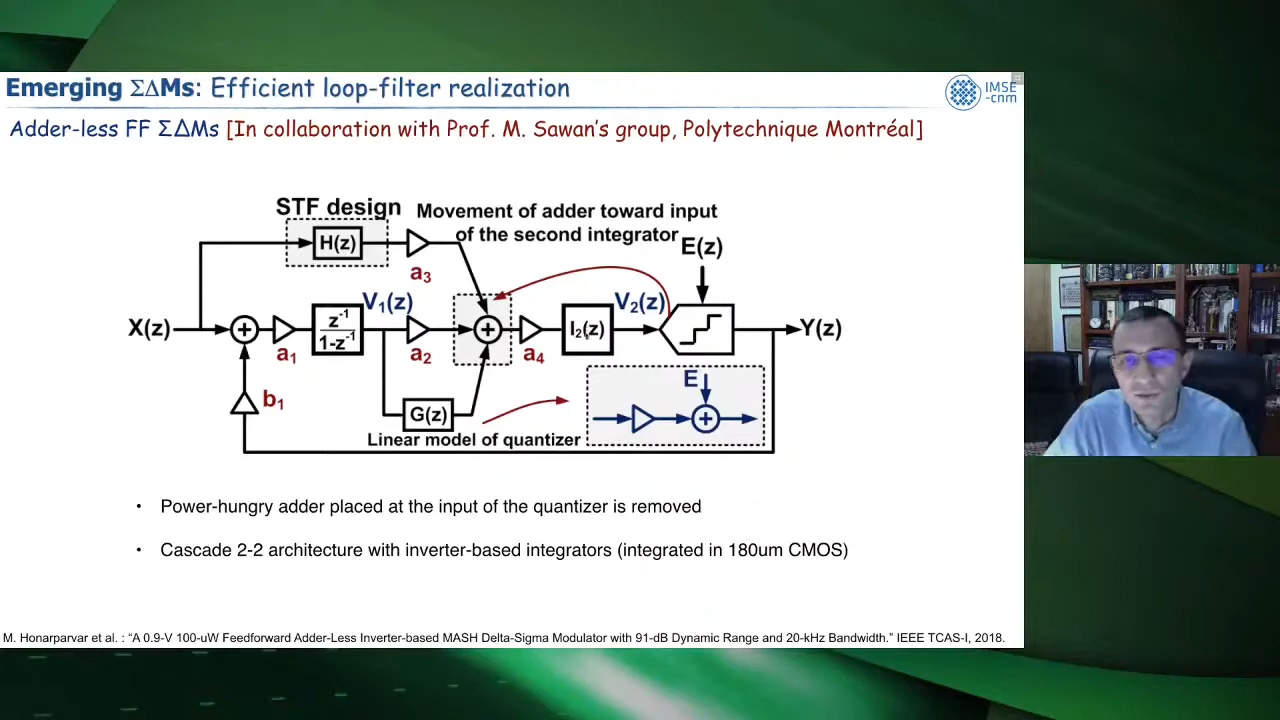 Emerging ΣΔMs: Efficient loop-filter realization
IMSE
-cnm
Adder-less FF ΣΔMs [In collaboration with Prof. M. Sawan's group, Polytechnique Montréal]
STF design
Movement of adder toward input
of the second integrator
E(z)
H(z)
a3
V1(z)
V2(z)
X(z)
z-1
1-z-1
I2(z)
Y(z)
a1
a2
a4
E
b1
G(z)
Linear model of quantizer
• Power-hungry adder placed at the input of the quantizer is removed
• Cascade 2-2 architecture with inverter-based integrators (integrated in 180um CMOS)
M. Honarparvar et al. : “A 0.9-V 100-uW Feedforward Adder-Less Inverter-based MASH Delta-Sigma Modulator with 91-dB Dynamic Range and 20-kHz Bandwidth.” IEEE TCAS-I, 2018.